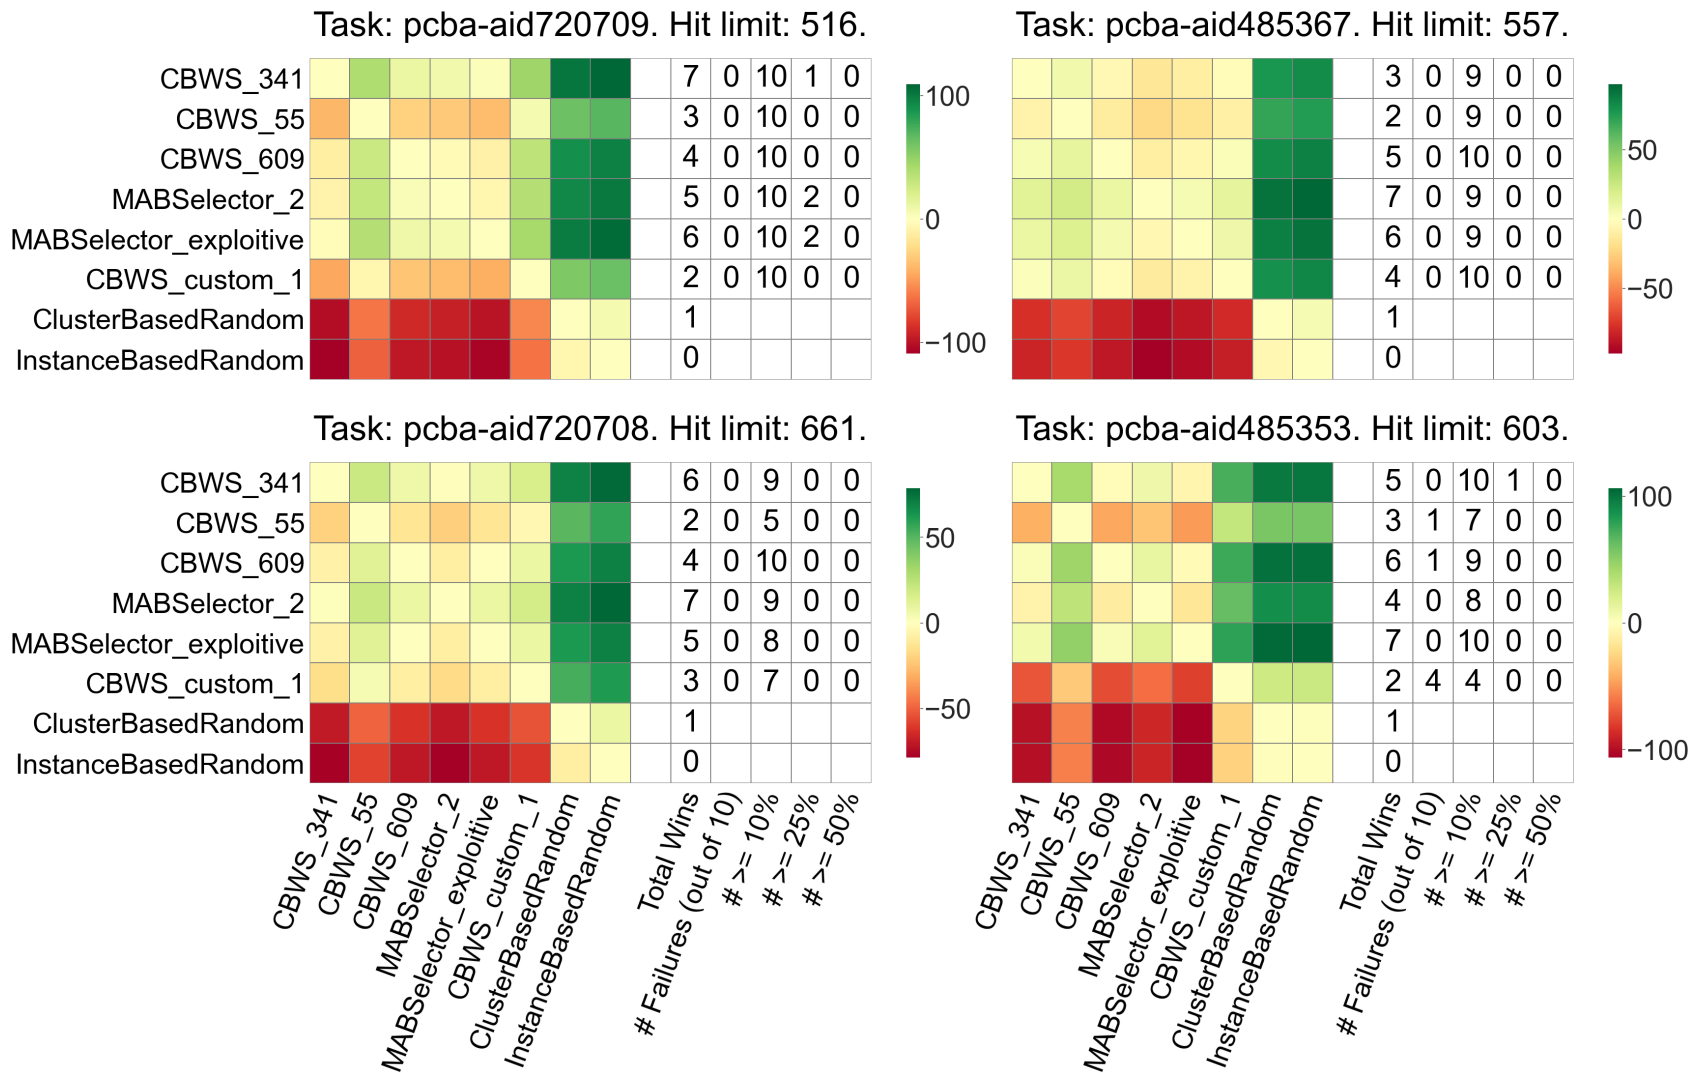 Task: pcba-aid720709. Hit limit: 516.
CBWS_341 7 0 10 1 0
CBWS_55 3 0 10 0 0
CBWS_609 4 0 10 0 0
MABSelector_2 5 0 10 2 0
MABSelector_exploitive 6 0 10 2 0
CBWS_custom_1 2 0 10 0 0
ClusterBasedRandom 1
InstanceBasedRandom 0
100
0
−100
Task: pcba-aid485367. Hit limit: 557.
3 0 9 0 0
2 0 9 0 0
5 0 10 0 0
7 0 9 0 0
6 0 9 0 0
4 0 10 0 0
1
0
50
0
−50
Task: pcba-aid720708. Hit limit: 661.
CBWS_341 6 0 9 0 0
CBWS_55 2 0 5 0 0
CBWS_609 4 0 10 0 0
MABSelector_2 7 0 9 0 0
MABSelector_exploitive 5 0 8 0 0
CBWS_custom_1 3 0 7 0 0
ClusterBasedRandom 1
InstanceBasedRandom 0
50
0
−50
CBWS_341
CBWS_55
CBWS_609
MABSelector_2
MABSelector_exploitive
CBWS_custom_1
ClusterBasedRandom
InstanceBasedRandom
Total Wins
# Failures (out of 10)
# >= 10%
# >= 25%
# >= 50%
Task: pcba-aid485353. Hit limit: 603.
5 0 10 1 0
3 1 7 0 0
6 1 9 0 0
4 0 8 0 0
7 0 10 0 0
2 4 4 0 0
1
0
100
0
−100
CBWS_341
CBWS_55
CBWS_609
MABSelector_2
MABSelector_exploitive
CBWS_custom_1
ClusterBasedRandom
InstanceBasedRandom
Total Wins
# Failures (out of 10)
# >= 10%
# >= 25%
# >= 50%